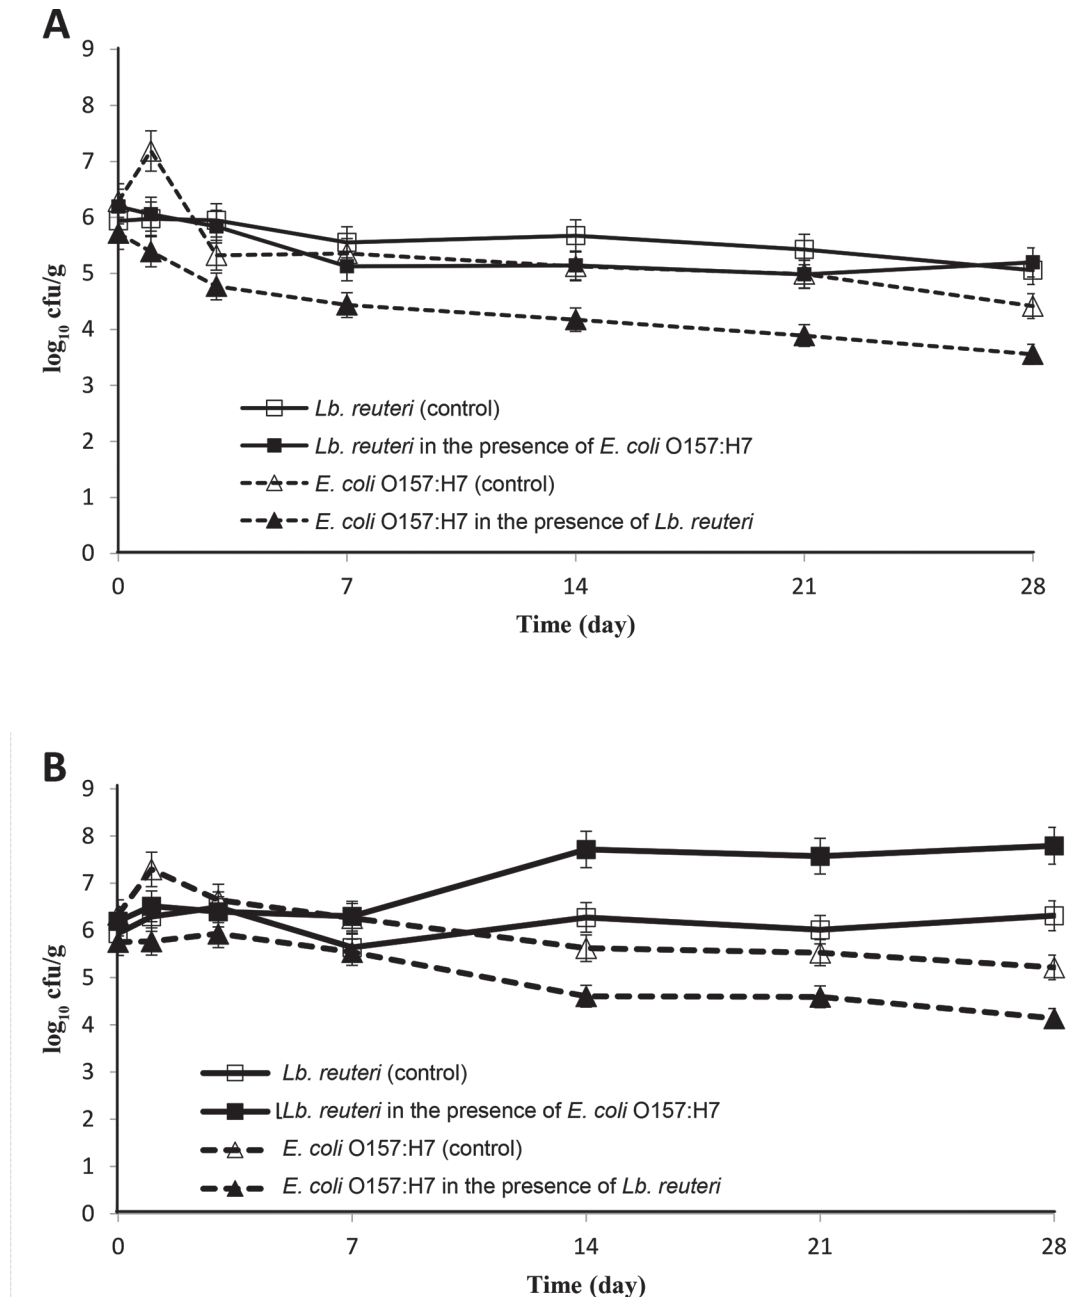 A
9
8
7
6
5
4
3
2
1
0
log10 cfu/g
Lb. reuteri (control)
Lb. reuteri in the presence of E. coli O157:H7
E. coli O157:H7 (control)
E. coli O157:H7 in the presence of Lb. reuteri
0 7 14 21 28
Time (day)
B
9
8
7
6
5
4
3
2
1
0
log10 cfu/g
Lb. reuteri (control)
LLb. reuteri in the presence of E. coli O157:H7
E. coli O157:H7 (control)
E. coli O157:H7 in the presence of Lb. reuteri
0 7 14 21 28
Time (day)